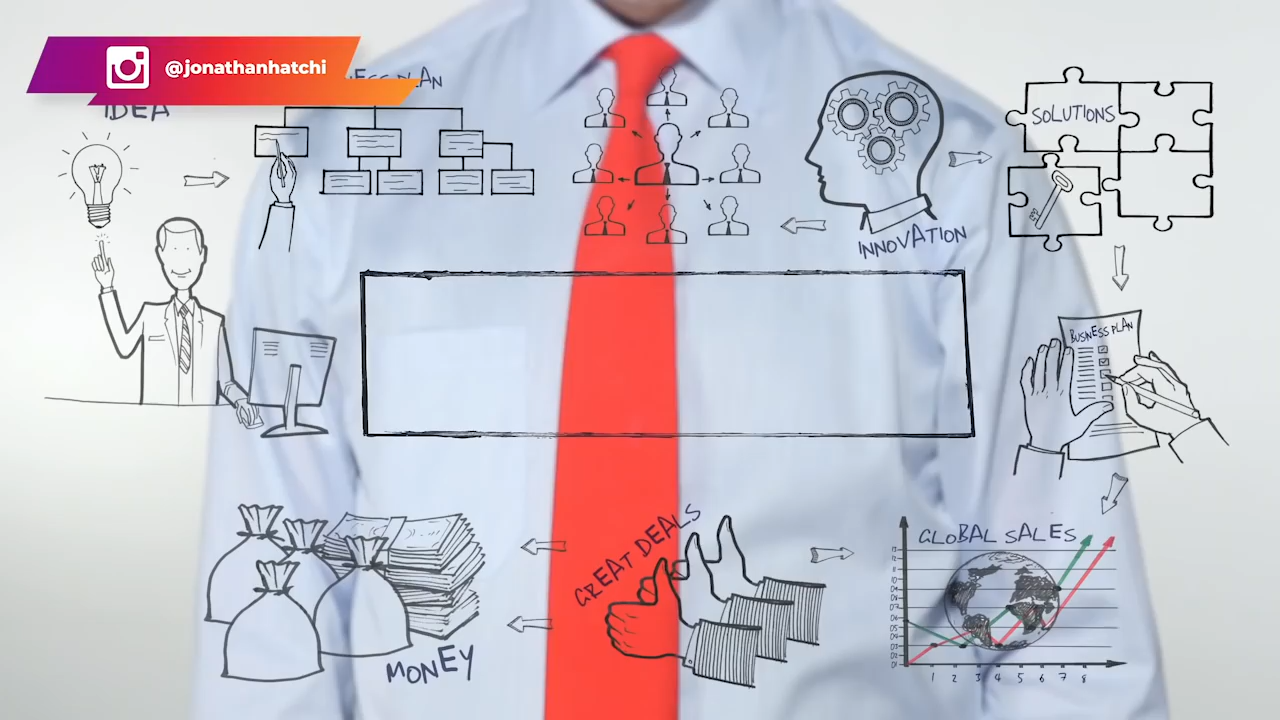 @jonathanhatchi
IDEA
SOLUTIONS
INNOVATION
BUSINESS PLAN
GLOBAL SALES
GREAT DEALS
MONEY
1 2 3 4 5 6 7 8